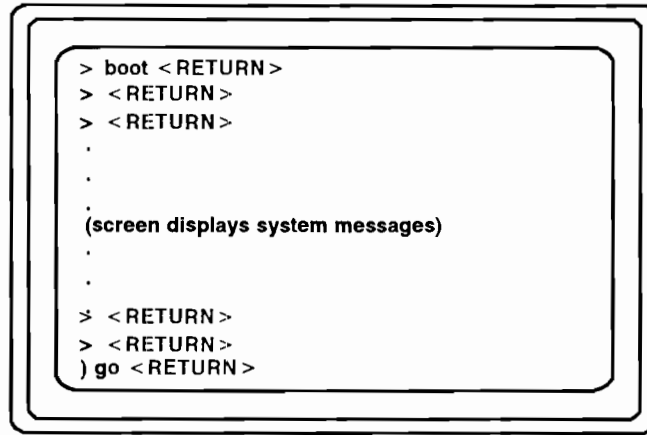 > boot <RETURN>
> <RETURN>
> <RETURN>
.
.
.
(screen displays system messages)
.
.
.
> <RETURN>
> <RETURN>
) go <RETURN>